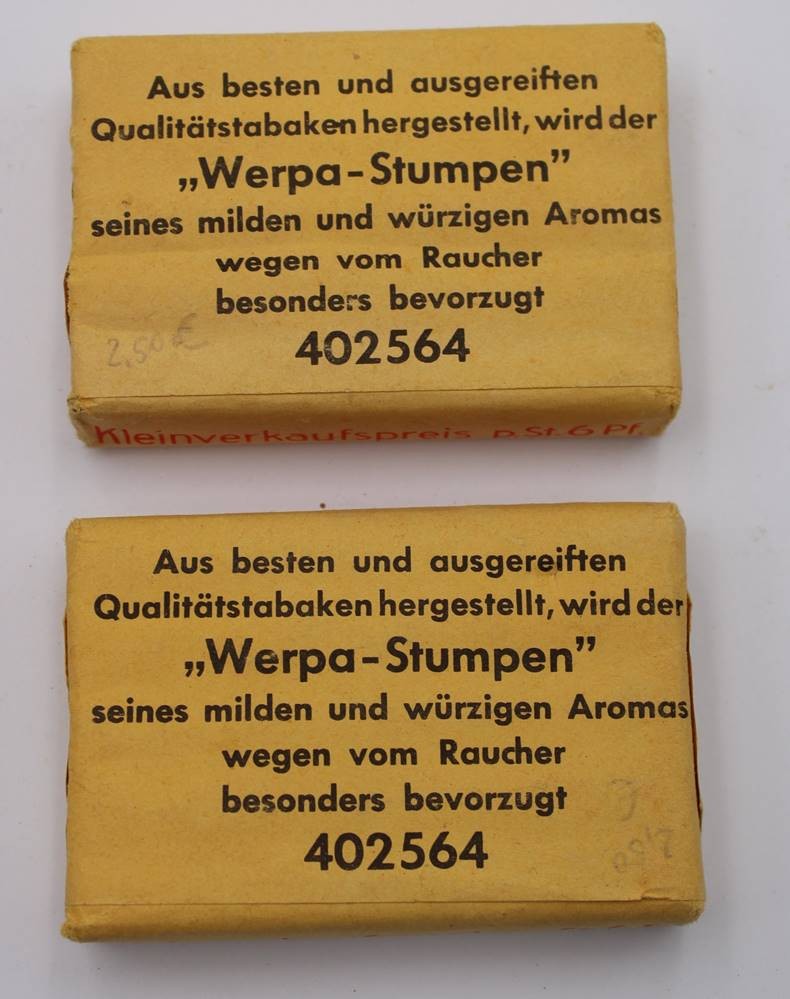 Aus besten und ausgereiften
Qualitätstabaken hergestellt, wird der
„Werpa-Stumpen”
seines milden und würzigen Aromas
wegen vom Raucher
besonders bevorzugt
2,50 €
402564
Kleinverkaufspreis p. St. 6 Pf.
Aus besten und ausgereiften
Qualitätstabaken hergestellt, wird der
„Werpa-Stumpen”
seines milden und würzigen Aromas
wegen vom Raucher
besonders bevorzugt
402564
2,50